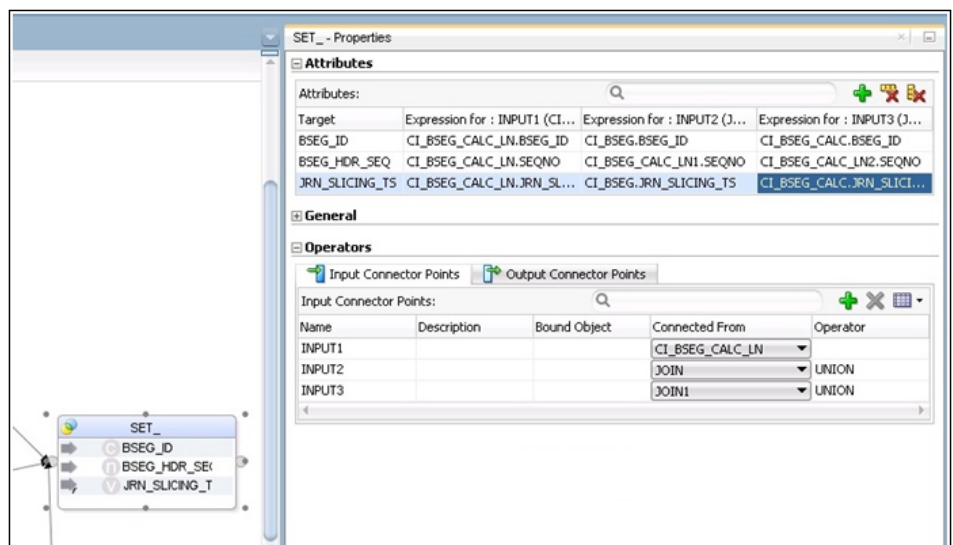 SET_ - Properties
Attributes
Attributes:
Target Expression for : INPUT1 (CI... Expression for : INPUT2 (J... Expression for : INPUT3 (J...
BSEG_ID CI_BSEG_CALC_LN.BSEG_ID CI_BSEG.BSEG_ID CI_BSEG_CALC.BSEG_ID
BSEG_HDR_SEQ CI_BSEG_CALC_LN.SEQNO CI_BSEG_CALC_LN1.SEQNO CI_BSEG_CALC_LN2.SEQNO
JRN_SLICING_TS CI_BSEG_CALC_LN.JRN_SL... CI_BSEG.JRN_SLICING_TS CI_BSEG_CALC.JRN_SLICI...
General
Operators
Input Connector Points Output Connector Points
Input Connector Points:
Name Description Bound Object Connected From Operator
INPUT1 CI_BSEG_CALC_LN
INPUT2 JOIN UNION
INPUT3 JOIN1 UNION
SET_
C BSEG_ID
n BSEG_HDR_SE(
V JRN_SLICING_T